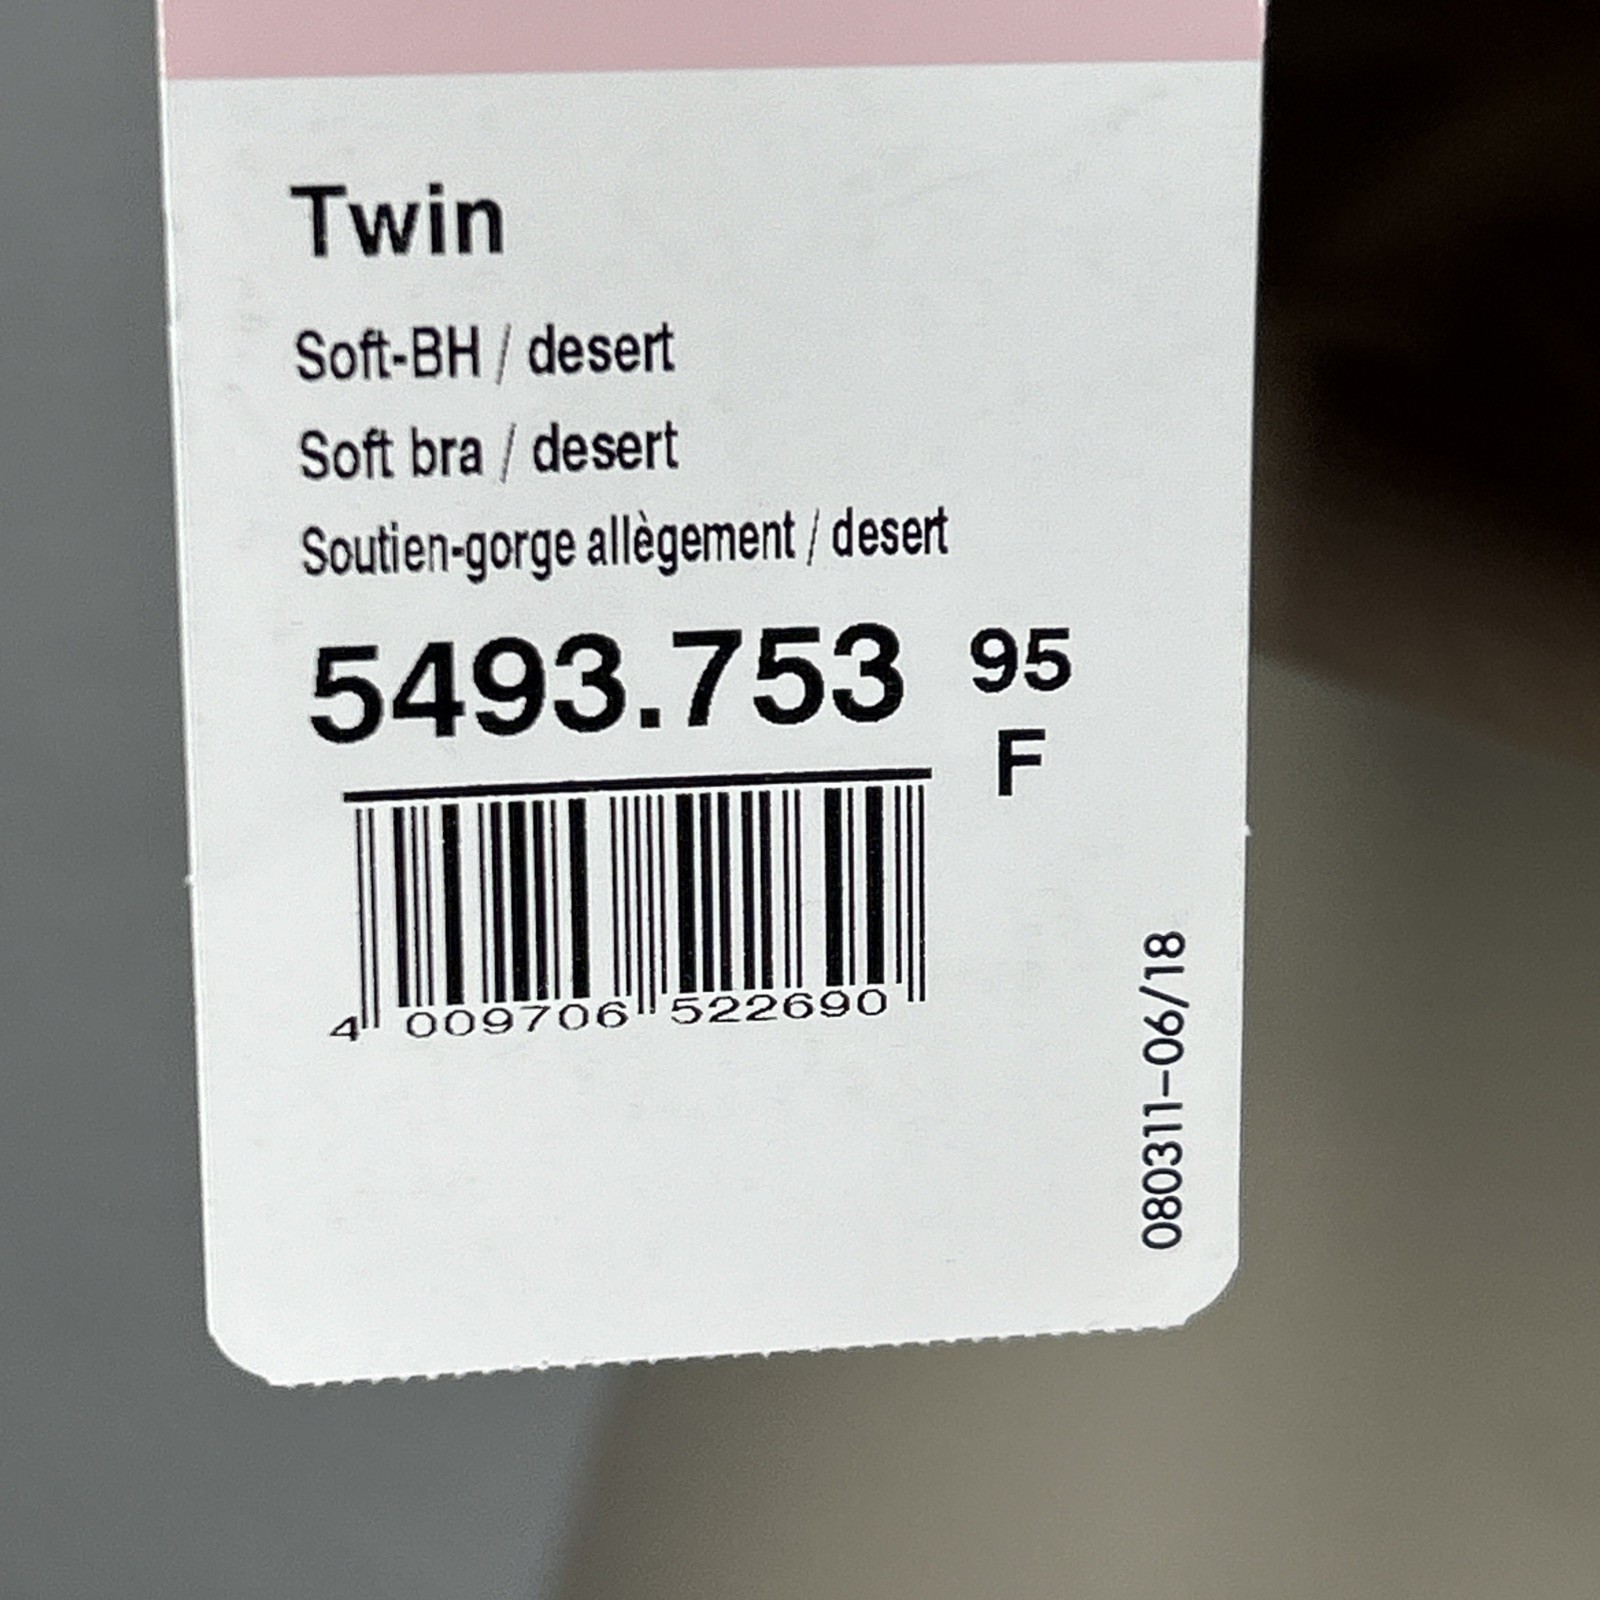 Twin
Soft-BH / desert
Soft bra / desert
Soutien-gorge allègement / desert
5493.753 95
F
4 009706 522690
080311-06/18